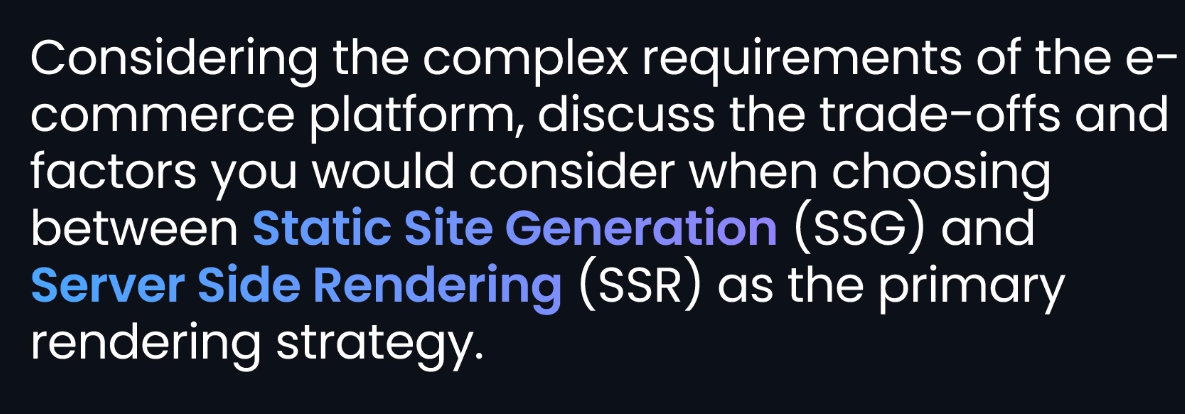 Considering the complex requirements of the e-
commerce platform, discuss the trade-offs and
factors you would consider when choosing
between Static Site Generation (SSG) and
Server Side Rendering (SSR) as the primary
rendering strategy.